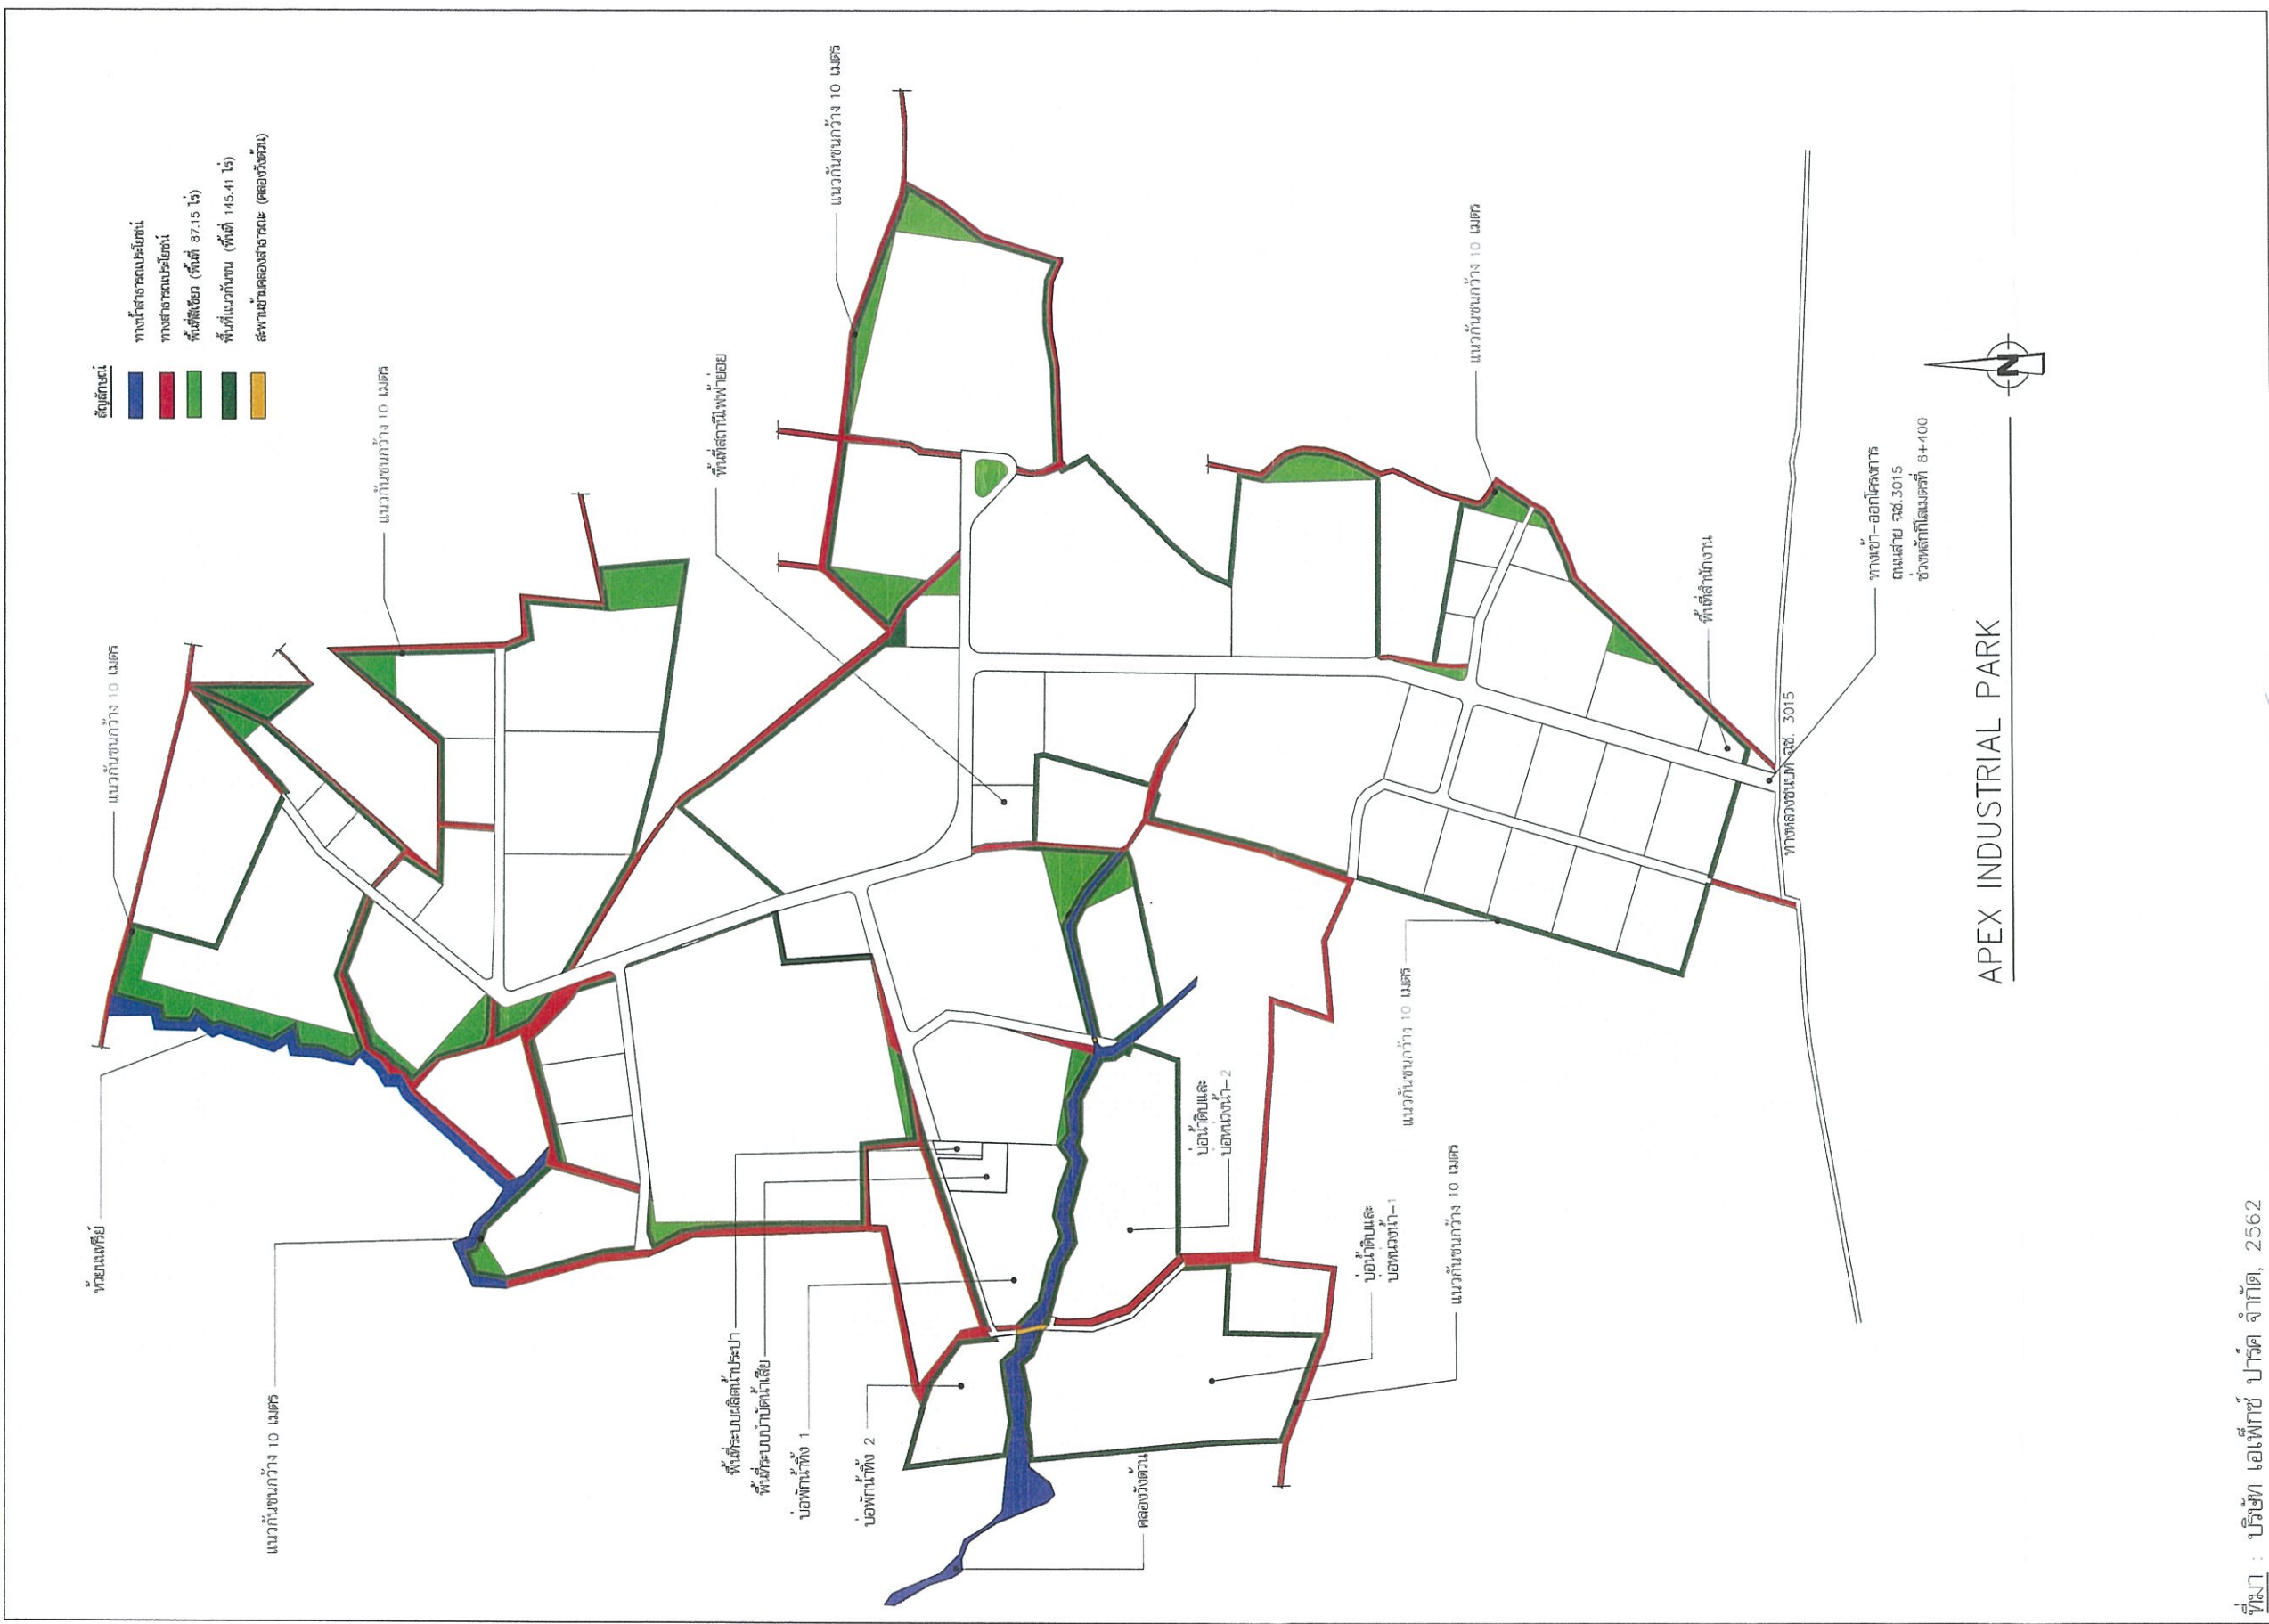 สัญลักษณ์
ทางน้ำสาธารณประโยชน์
ทางสาธารณประโยชน์
พื้นที่สีเขียว (พื้นที่ 87.15 ไร่)
พื้นที่แนวกันชน (พื้นที่ 145.41 ไร่)
สะพานข้ามคลองสาธารณะ (คลองวังด้วน)
ห้วยนนทรีย์
แนวกันชนกว้าง 10 เมตร
แนวกันชนกว้าง 10 เมตร
แนวกันชนกว้าง 10 เมตร
แนวกันชนกว้าง 10 เมตร
พื้นที่สถานีไฟฟ้าย่อย
พื้นที่ระบบผลิตน้ำประปา
พื้นที่ระบบบำบัดน้ำเสีย
บ่อพักน้ำทิ้ง 1
บ่อพักน้ำทิ้ง 2
คลองวังด้วน
บ่อน้ำดิบและ
บ่อหน่วงน้ำ-2
บ่อน้ำดิบและ
บ่อหน่วงน้ำ-1
แนวกันชนกว้าง 10 เมตร
แนวกันชนกว้าง 10 เมตร
แนวกันชนกว้าง 10 เมตร
พื้นที่สำนักงาน
ทางหลวงชนบท ฉช. 3015
ทางเข้า-ออกโครงการ
ถนนสาย ฉช.3015
ช่วงหลักกิโลเมตรที่ 8+400
N
APEX INDUSTRIAL PARK
ที่มา : บริษัท เอเพ็กซ์ ปาร์ค จำกัด, 2562